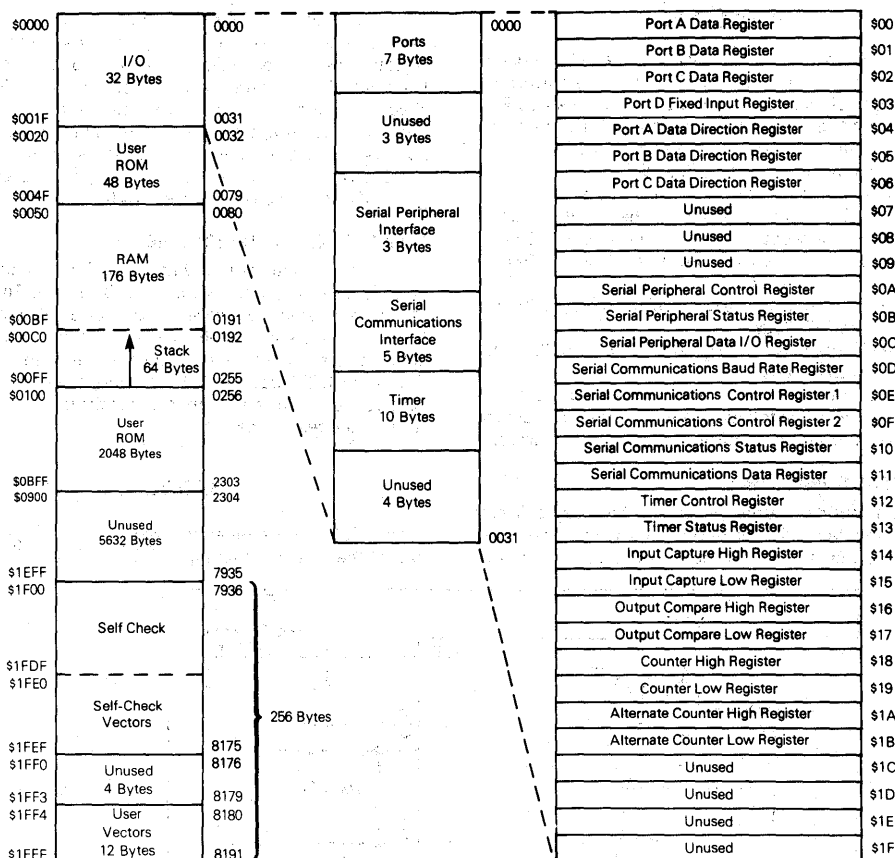 $0000
I/O
32 Bytes
$001F
0000
0031
$0020
User
ROM
48 Bytes
$004F
0032
0079
$0050
RAM
176 Bytes
$00BF
0080
0191
$00C0
Stack
64 Bytes
$00FF
0192
0255
$0100
User
ROM
2048 Bytes
$0BFF
0256
2303
$0900
Unused
5632 Bytes
$1EFF
2304
7935
$1F00
Self Check
$1FDF
7936
$1FE0
Self-Check
Vectors
$1FEF
8175
256 Bytes
$1FF0
Unused
4 Bytes
$1FF3
8176
8179
$1FF4
User
Vectors
12 Bytes
$1FFF
8180
8191
0000
Ports
7 Bytes
Unused
3 Bytes
Serial Peripheral
Interface
3 Bytes
Serial
Communications
Interface
5 Bytes
Timer
10 Bytes
Unused
4 Bytes
0031
Port A Data Register $00
Port B Data Register $01
Port C Data Register $02
Port D Fixed Input Register $03
Port A Data Direction Register $04
Port B Data Direction Register $05
Port C Data Direction Register $06
Unused $07
Unused $08
Unused $09
Serial Peripheral Control Register $0A
Serial Peripheral Status Register $0B
Serial Peripheral Data I/O Register $0C
Serial Communications Baud Rate Register $0D
Serial Communications Control Register 1 $0E
Serial Communications Control Register 2 $0F
Serial Communications Status Register $10
Serial Communications Data Register $11
Timer Control Register $12
Timer Status Register $13
Input Capture High Register $14
Input Capture Low Register $15
Output Compare High Register $16
Output Compare Low Register $17
Counter High Register $18
Counter Low Register $19
Alternate Counter High Register $1A
Alternate Counter Low Register $1B
Unused $1C
Unused $1D
Unused $1E
Unused $1F